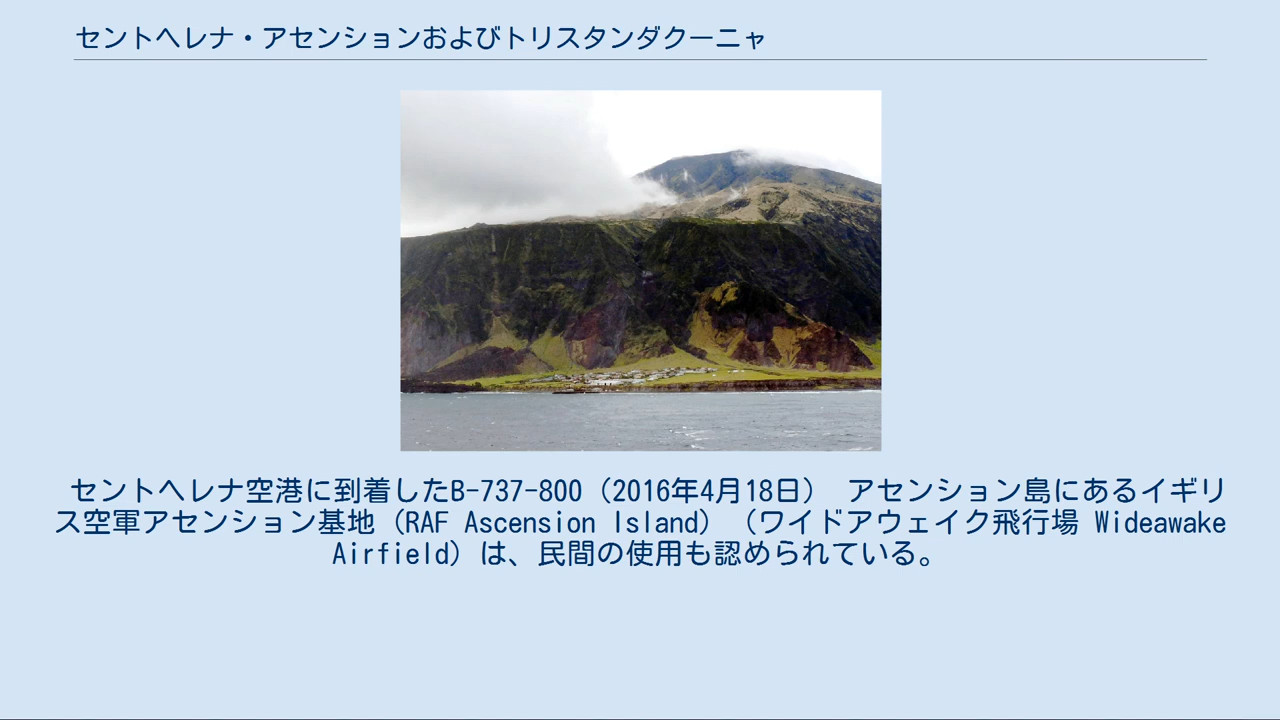 セントヘレナ・アセンションおよびトリスタンダクーニャ
セントヘレナ空港に到着したB-737-800（2016年4月18日） アセンション島にあるイギリ
ス空軍アセンション基地（RAF Ascension Island）（ワイドアウェイク飛行場 Wideawake
Airfield）は、民間の使用も認められている。